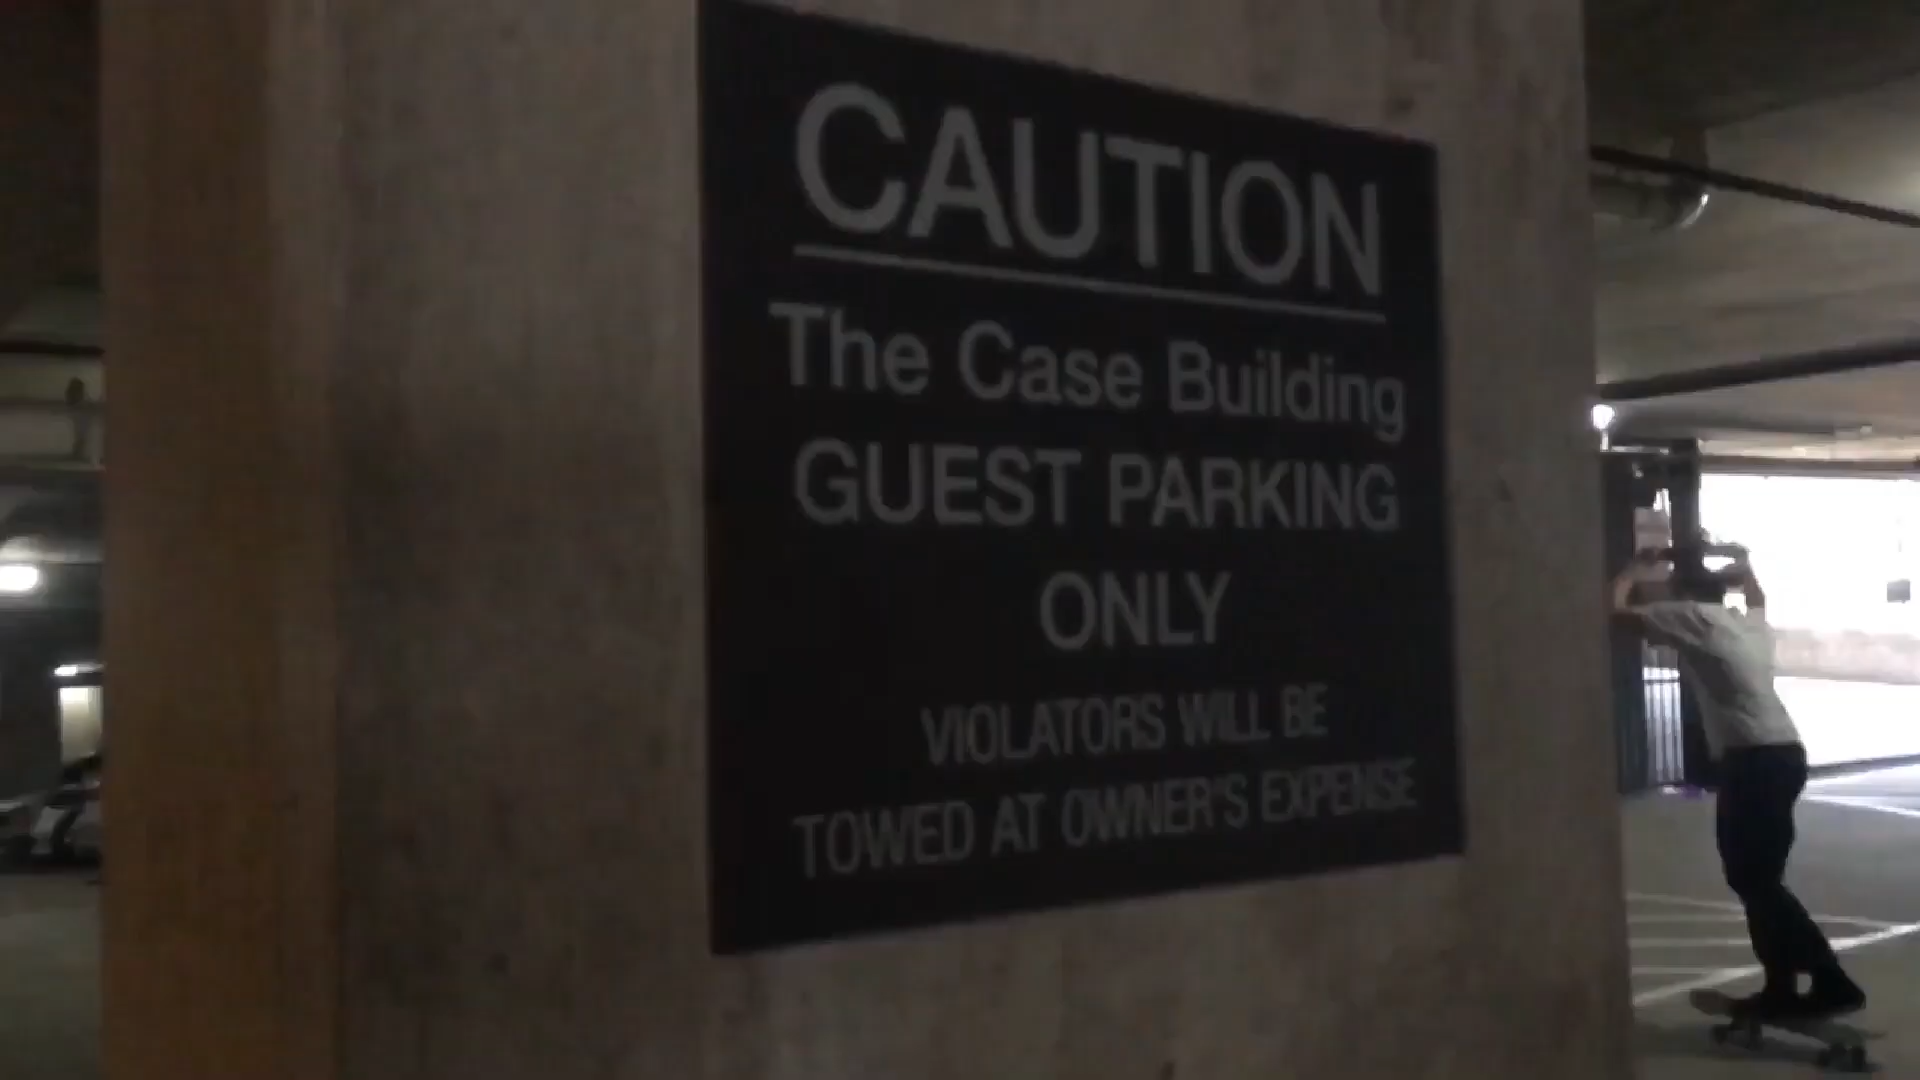 CAUTION
The Case Building
GUEST PARKING
ONLY
VIOLATORS WILL BE
TOWED AT OWNER'S EXPENSE